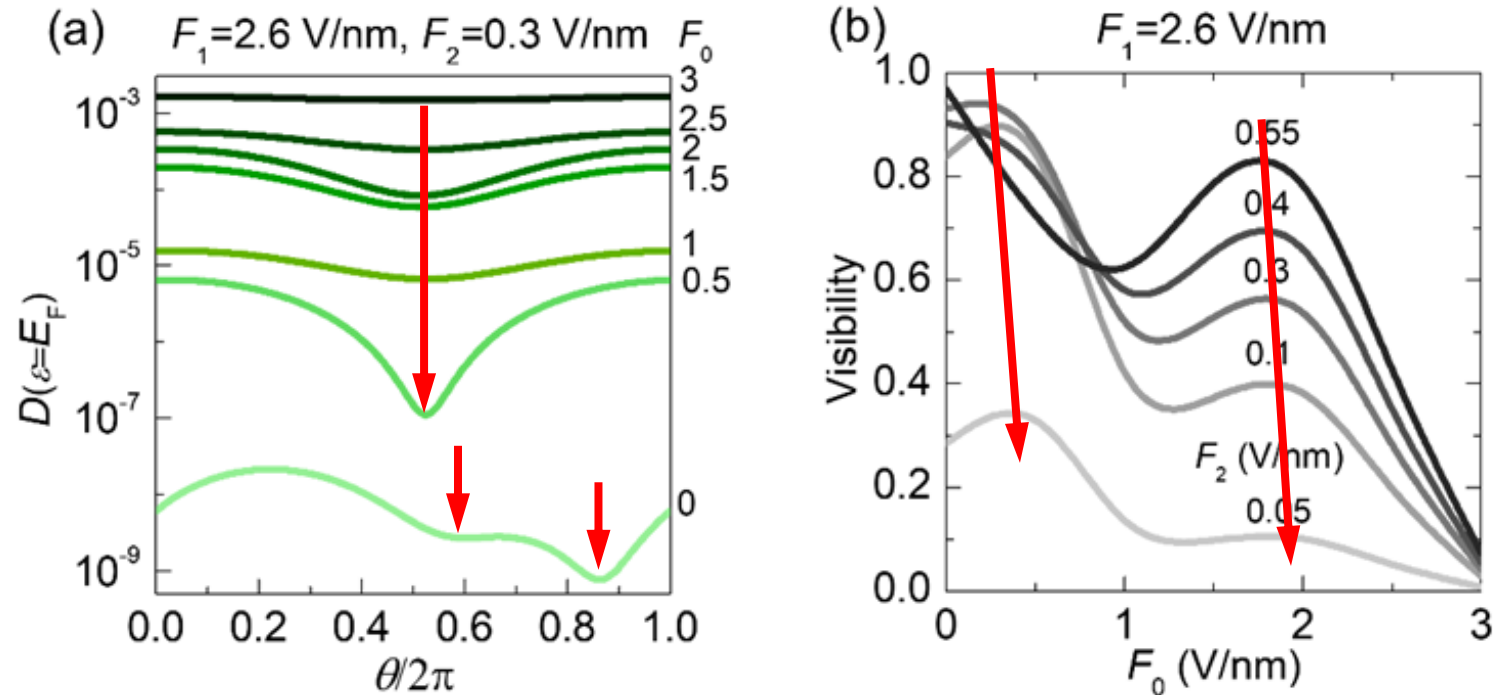 (a) F₁=2.6 V/nm, F₂=0.3 V/nm F₀
3
10⁻³
2.5
2
1.5
1
10⁻⁵
0.5
D(ε=E_F)
10⁻⁷
0
10⁻⁹
0.0 0.2 0.4 0.6 0.8 1.0
θ/2π
(b) F₁=2.6 V/nm
1.0
0.55
0.8
0.4
0.6
0.3
Visibility
0.1
0.4
F₂ (V/nm)
0.2
0.05
0.0
0 1 2 3
F₀ (V/nm)